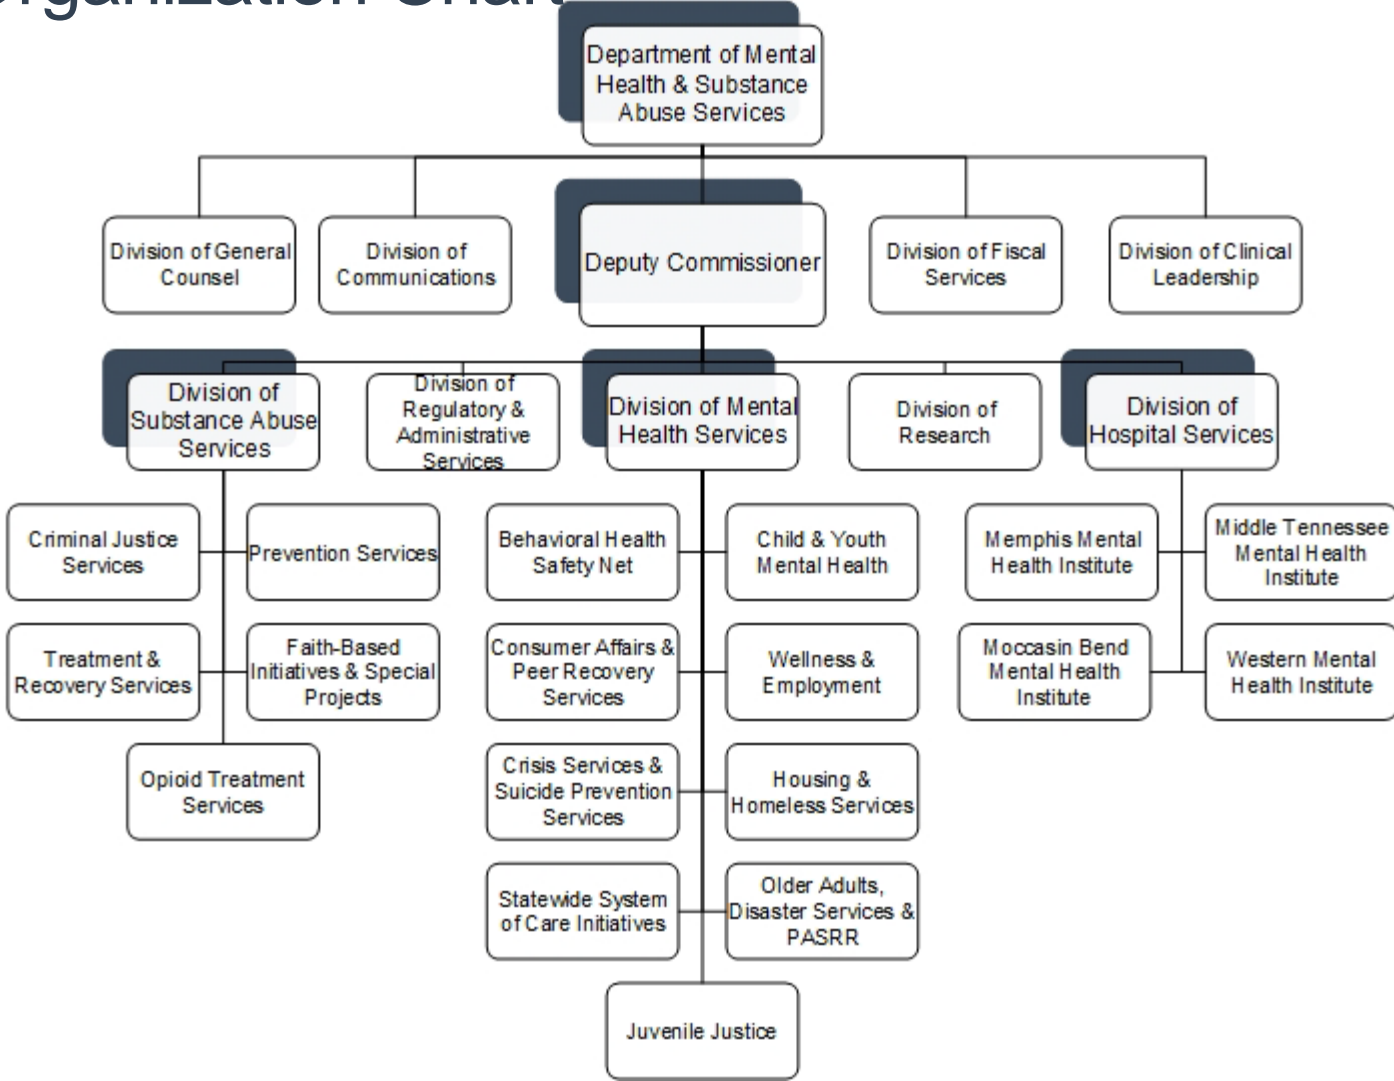 Organization Chart
Department of Mental
Health & Substance
Abuse Services
Division of General
Counsel
Division of
Communications
Deputy Commissioner
Division of Fiscal
Services
Division of Clinical
Leadership
Division of
Substance Abuse
Services
Division of
Regulatory &
Administrative
Services
Division of Mental
Health Services
Division of
Research
Division of
Hospital Services
Criminal Justice
Services
Prevention Services
Behavioral Health
Safety Net
Child & Youth
Mental Health
Memphis Mental
Health Institute
Middle Tennessee
Mental Health
Institute
Treatment &
Recovery Services
Faith-Based
Initiatives & Special
Projects
Consumer Affairs &
Peer Recovery
Services
Wellness &
Employment
Moccasin Bend
Mental Health
Institute
Western Mental
Health Institute
Opioid Treatment
Services
Crisis Services &
Suicide Prevention
Services
Housing &
Homeless Services
Statewide System
of Care Initiatives
Older Adults,
Disaster Services &
PASRR
Juvenile Justice